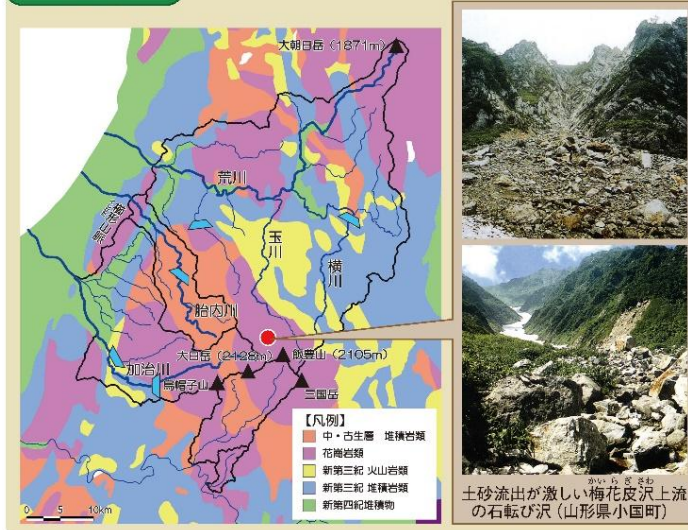 大朝日岳（1871m）
荒川
櫛形山脈
玉川
横川
胎内川
大日岳（2128m）
飯豊山（2105m）
加治川
烏帽子山
三国岳
【凡例】
中・古生層 堆積岩類
花崗岩類
新第三紀 火山岩類
新第三紀 堆積岩類
新第四紀堆積物
0 5 10km
かいらぎさわ
土砂流出が激しい梅花皮沢上流
の石転び沢（山形県小国町）